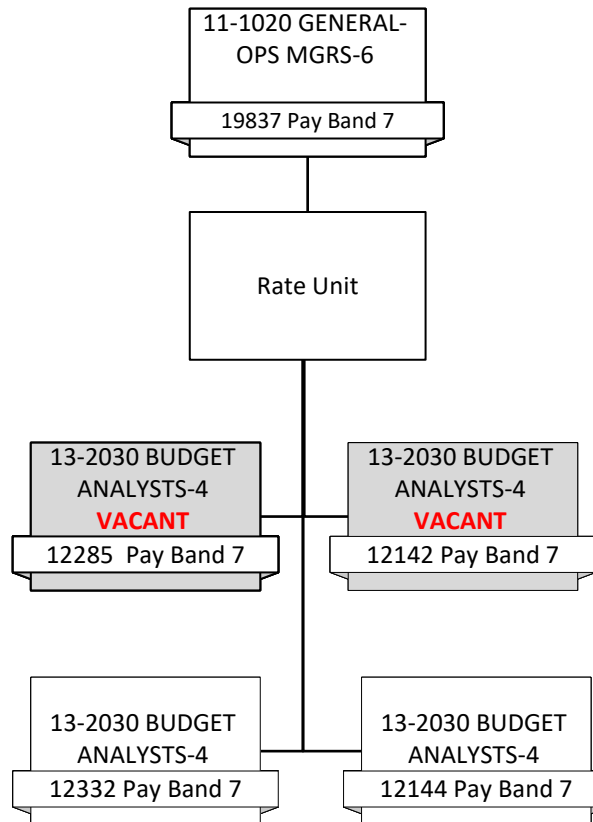 11-1020 GENERAL-
OPS MGRS-6
19837 Pay Band 7
Rate Unit
13-2030 BUDGET
ANALYSTS-4
VACANT
12285  Pay Band 7
13-2030 BUDGET
ANALYSTS-4
VACANT
12142 Pay Band 7
13-2030 BUDGET
ANALYSTS-4
12332 Pay Band 7
13-2030 BUDGET
ANALYSTS-4
12144 Pay Band 7